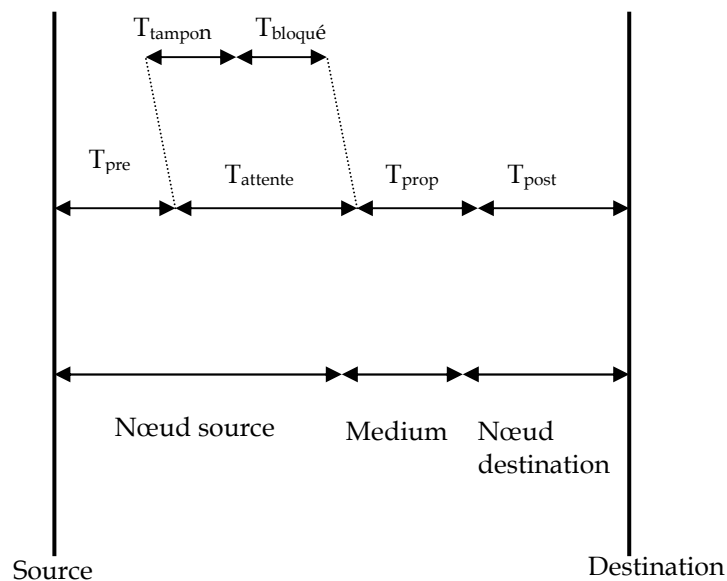 Ttampon Tbloqué
Tpre Tattente Tprop Tpost
Nœud source Medium Nœud
destination
Source Destination